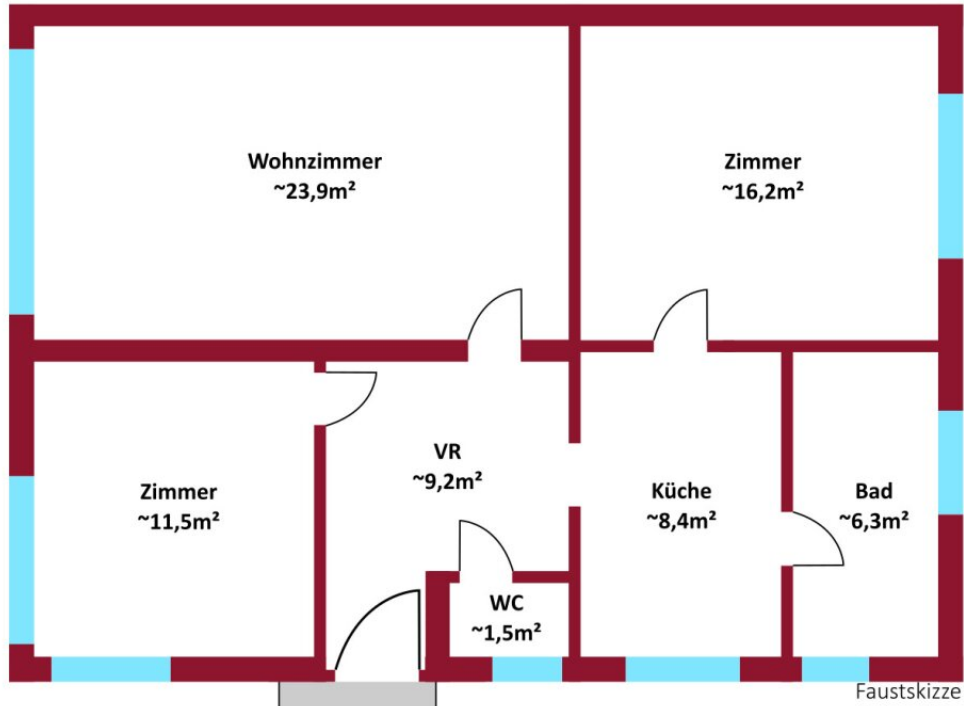 Wohnzimmer
~23,9m²
Zimmer
~16,2m²
VR
~9,2m²
Zimmer
~11,5m²
Küche
~8,4m²
Bad
~6,3m²
WC
~1,5m²
Faustskizze